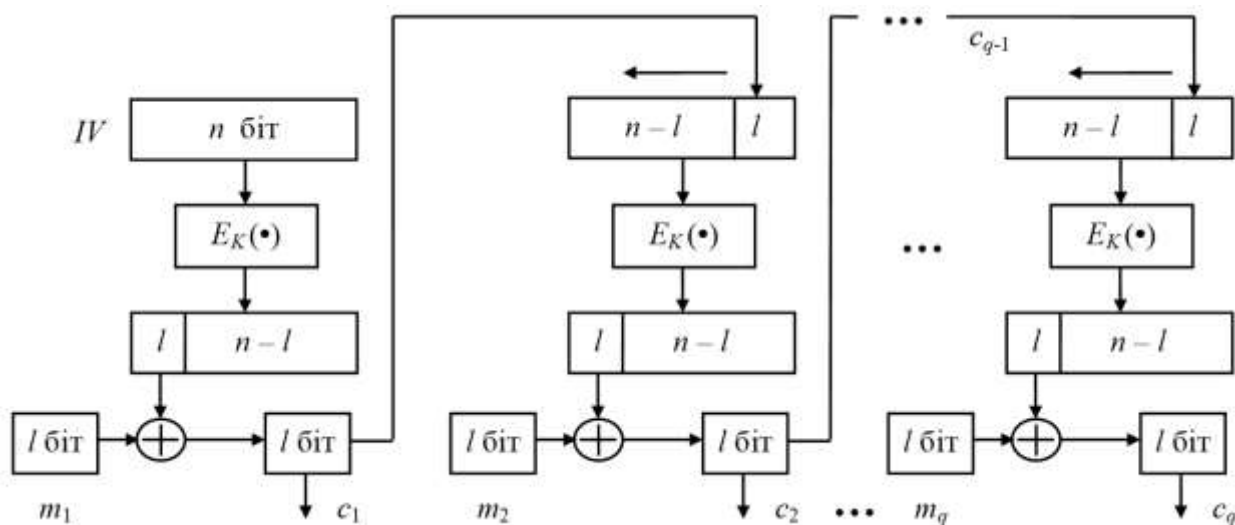 ••• c_{q-1}
IV n біт n – l l n – l l
E_K(•) E_K(•) ••• E_K(•)
l n – l l n – l l n – l
l біт l біт l біт l біт l біт l біт
m_1 c_1 m_2 c_2 ••• m_q c_q